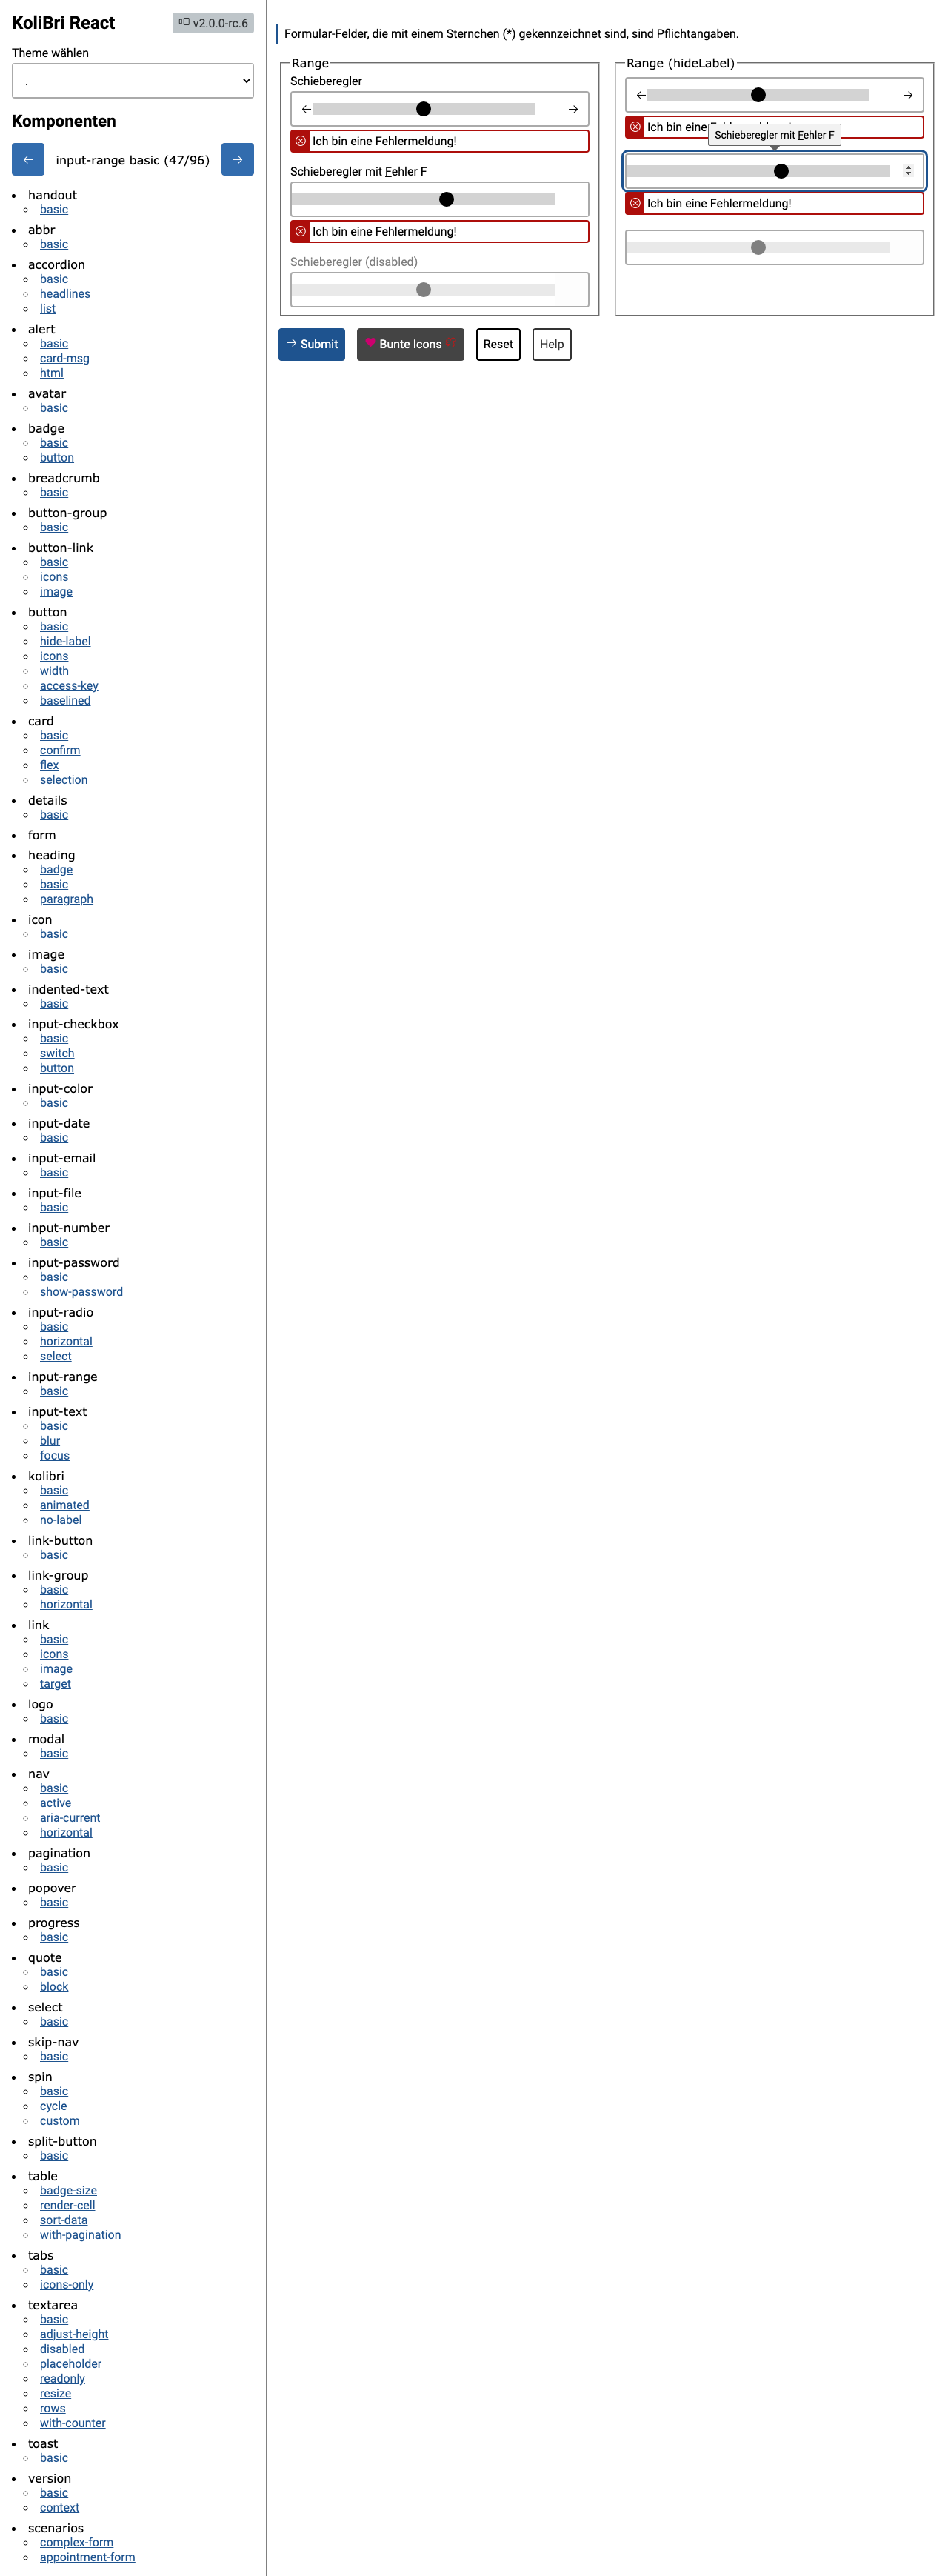 KoliBri React
v2.0.0-rc.6
Theme wählen
.
Komponenten
← input-range basic (47/96) →
handout
basic
abbr
basic
accordion
basic
headlines
list
alert
basic
card-msg
html
avatar
basic
badge
basic
button
breadcrumb
basic
button-group
basic
button-link
basic
icons
image
button
basic
hide-label
icons
width
access-key
baselined
card
basic
confirm
flex
selection
details
basic
form
heading
badge
basic
paragraph
icon
basic
image
basic
indented-text
basic
input-checkbox
basic
switch
button
input-color
basic
input-date
basic
input-email
basic
input-file
basic
input-number
basic
input-password
basic
show-password
input-radio
basic
horizontal
select
input-range
basic
input-text
basic
blur
focus
kolibri
basic
animated
no-label
link-button
basic
link-group
basic
horizontal
link
basic
icons
image
target
logo
basic
modal
basic
nav
basic
active
aria-current
horizontal
pagination
basic
popover
basic
progress
basic
quote
basic
block
select
basic
skip-nav
basic
spin
basic
cycle
custom
split-button
basic
table
badge-size
render-cell
sort-data
with-pagination
tabs
basic
icons-only
textarea
basic
adjust-height
disabled
placeholder
readonly
resize
rows
with-counter
toast
basic
version
basic
context
scenarios
complex-form
appointment-form
Formular-Felder, die mit einem Sternchen (*) gekennzeichnet sind, sind Pflichtangaben.
Range
Schieberegler
Ich bin eine Fehlermeldung!
Schieberegler mit Fehler F
Ich bin eine Fehlermeldung!
Schieberegler (disabled)
Range (hideLabel)
Ich bin eine
Schieberegler mit Fehler F
Ich bin eine Fehlermeldung!
→ Submit
Bunte Icons
Reset
Help